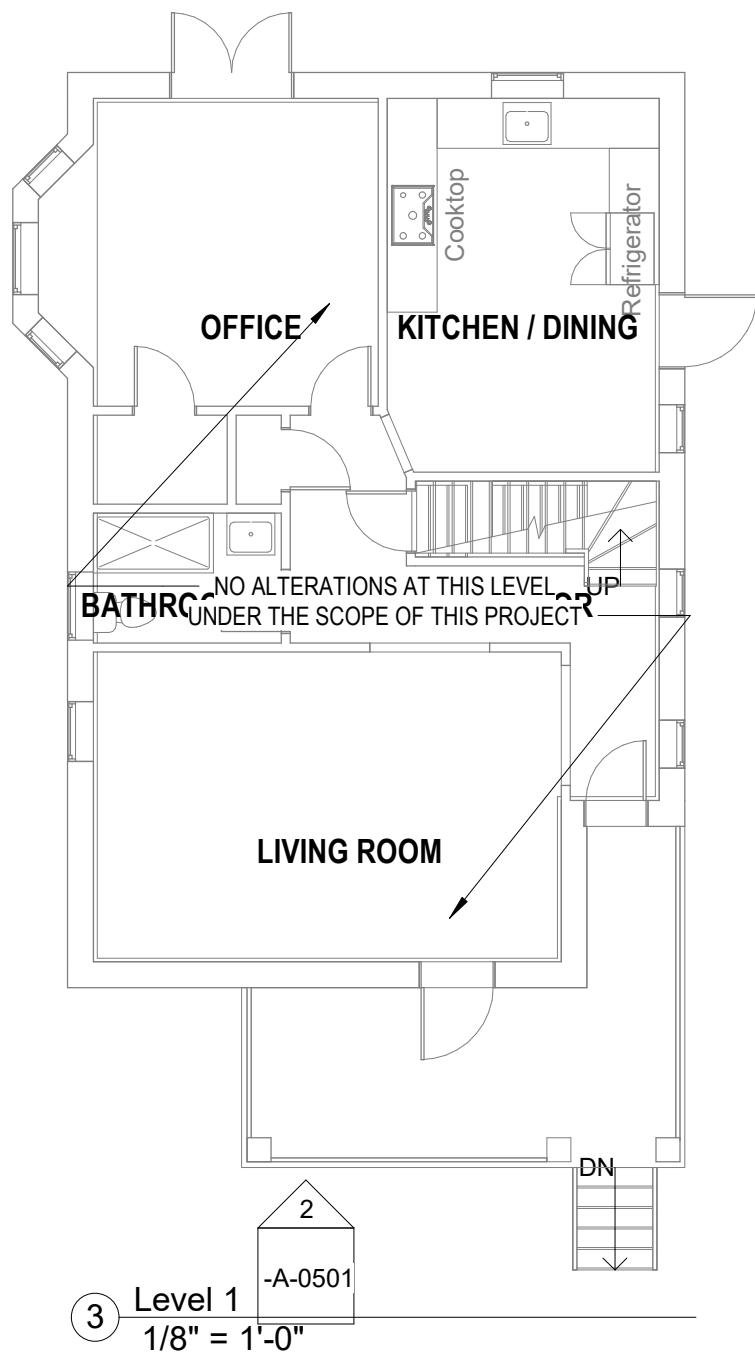 Cooktop
Refrigerator
OFFICE
KITCHEN / DINING
NO ALTERATIONS AT THIS LEVEL
UP
UNDER THE SCOPE OF THIS PROJECT
LIVING ROOM
DN
2
-A-0501
3
Level 1
1/8" = 1'-0"